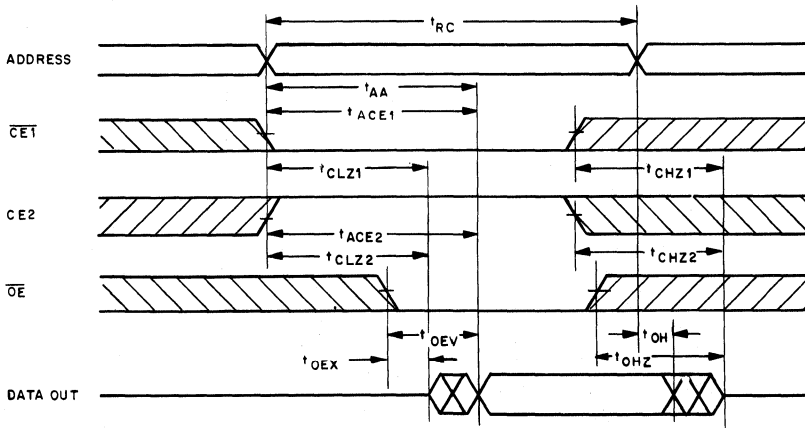 tRC
ADDRESS
tAA
tACE1
CE1
tCLZ1
tCHZ1
CE2
tACE2
tCLZ2
tCHZ2
OE
tOEV
tOH
tOEX
tOHZ
DATA OUT